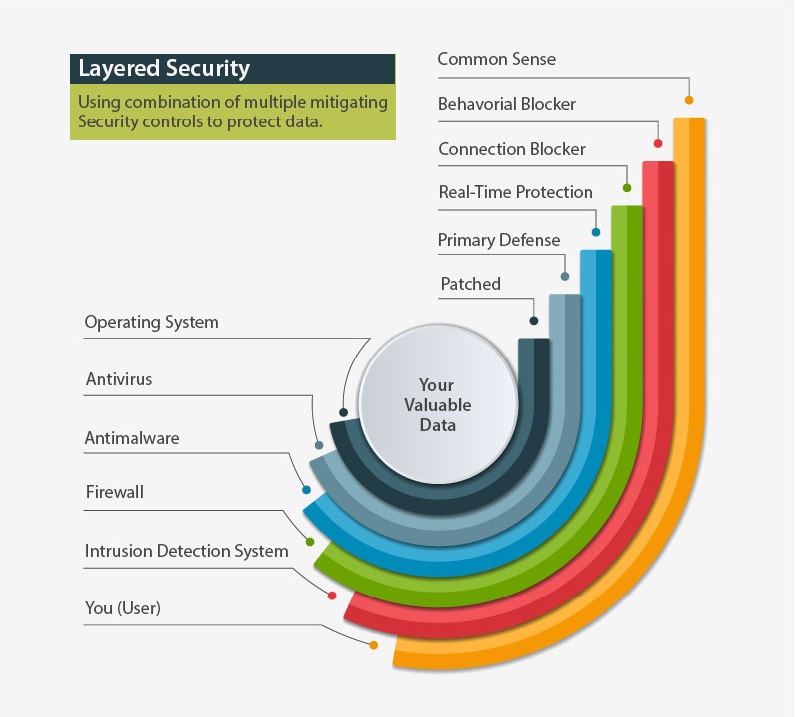 Layered Security
Using combination of multiple mitigating
Security controls to protect data.
Common Sense
Behavorial Blocker
Connection Blocker
Real-Time Protection
Primary Defense
Patched
Operating System
Antivirus
Antimalware
Firewall
Intrusion Detection System
You (User)
Your
Valuable
Data